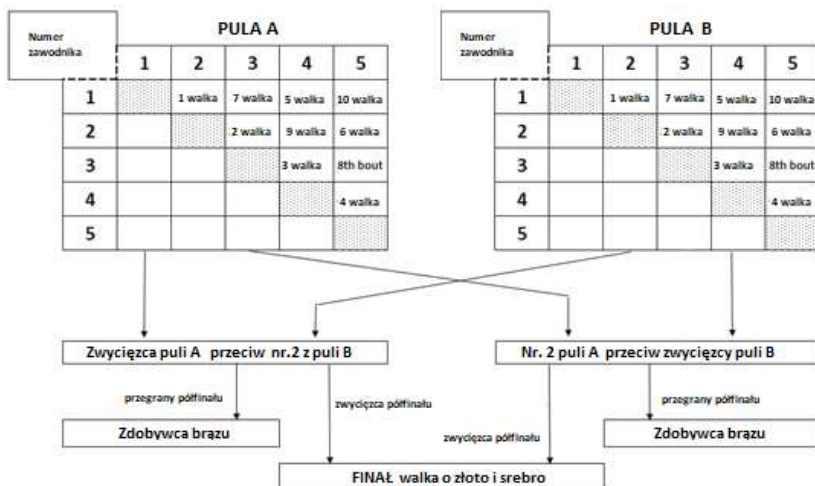 PULA A
PULA B
Numer
zawodnika
1 2 3 4 5
1 1 walka 7 walka 5 walka 10 walka
2 2 walka 9 walka 6 walka
3 3 walka 8th bout
4 4 walka
5
Numer
zawodnika
1 2 3 4 5
1 1 walka 7 walka 5 walka 10 walka
2 2 walka 9 walka 6 walka
3 3 walka 8th bout
4 4 walka
5
Zwycięzca puli A przeciw nr.2 z puli B
Nr. 2 puli A przeciw zwycięzcy puli B
przegrany półfinału
zwycięzca półfinału
przegrany półfinału
Zdobywca brązu
zwycięzca półfinału
Zdobywca brązu
FINAŁ walka o złoto i srebro